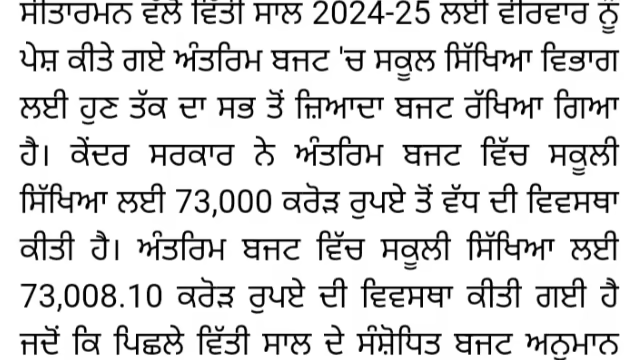 ਸੀਤਾਰਮਨ ਵੱਲੋਂ ਵਿੱਤੀ ਸਾਲ 2024-25 ਲਈ ਵੀਰਵਾਰ ਨੂੰ
ਪੇਸ਼ ਕੀਤੇ ਗਏ ਅੰਤਰਿਮ ਬਜਟ 'ਚ ਸਕੂਲ ਸਿੱਖਿਆ ਵਿਭਾਗ
ਲਈ ਹੁਣ ਤੱਕ ਦਾ ਸਭ ਤੋਂ ਜ਼ਿਆਦਾ ਬਜਟ ਰੱਖਿਆ ਗਿਆ
ਹੈ। ਕੇਂਦਰ ਸਰਕਾਰ ਨੇ ਅੰਤਰਿਮ ਬਜਟ ਵਿੱਚ ਸਕੂਲੀ
ਸਿੱਖਿਆ ਲਈ 73,000 ਕਰੋੜ ਰੁਪਏ ਤੋਂ ਵੱਧ ਦੀ ਵਿਵਸਥਾ
ਕੀਤੀ ਹੈ। ਅੰਤਰਿਮ ਬਜਟ ਵਿੱਚ ਸਕੂਲੀ ਸਿੱਖਿਆ ਲਈ
73,008.10 ਕਰੋੜ ਰੁਪਏ ਦੀ ਵਿਵਸਥਾ ਕੀਤੀ ਗਈ ਹੈ
ਜਦੋਂ ਕਿ ਪਿਛਲੇ ਵਿੱਤੀ ਸਾਲ ਦੇ ਸੰਸ਼ੋਧਿਤ ਬਜਟ ਅਨੁਮਾਨ